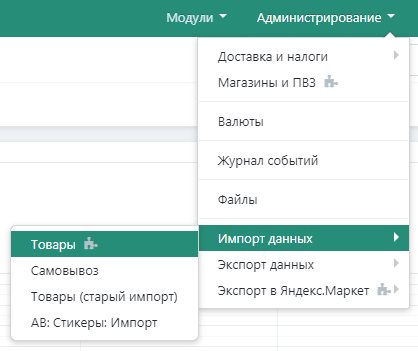 Модули
Администрирование
Доставка и налоги
Магазины и ПВЗ
Валюты
Журнал событий
Файлы
Импорт данных
Экспорт данных
Экспорт в Яндекс.Маркет
Товары
Самовывоз
Товары (старый импорт)
АВ: Стикеры: Импорт